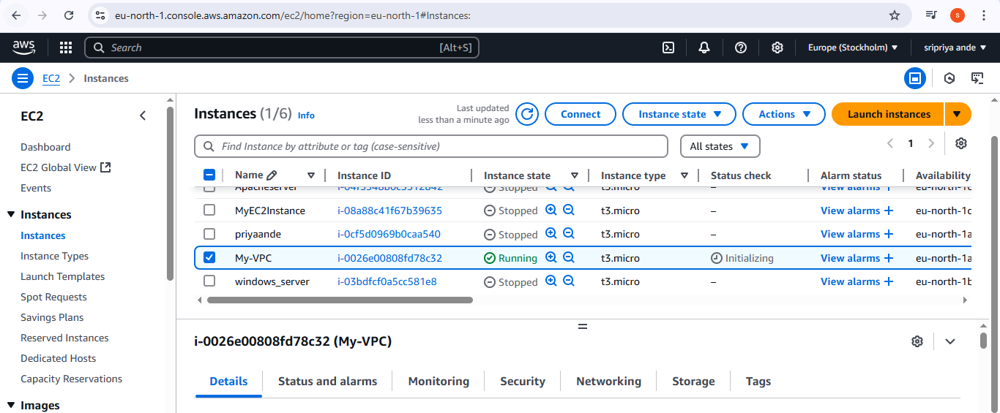 eu-north-1.console.aws.amazon.com/ec2/home?region=eu-north-1#Instances:
S
aws
Search [Alt+S]
Europe (Stockholm)
sripriya ande
EC2 > Instances
EC2
Dashboard
EC2 Global View
Events
Instances
Instances
Instance Types
Launch Templates
Spot Requests
Savings Plans
Reserved Instances
Dedicated Hosts
Capacity Reservations
Images
Instances (1/6) Info
Last updated
less than a minute ago
Connect
Instance state
Actions
Launch instances
Find Instance by attribute or tag (case-sensitive)
All states
1
Name Instance ID Instance state Instance type Status check Alarm status Availability
Apacheserver Stopped t3.micro – View alarms +
MyEC2Instance i-08a88c41f67b39635 Stopped t3.micro – View alarms + eu-north-1c
priyaande i-0cf5d0969b0caa540 Stopped t3.micro – View alarms + eu-north-1a
My-VPC i-0026e00808fd78c32 Running t3.micro Initializing View alarms + eu-north-1a
windows_server i-03bdfcf0a5cc581e8 Stopped t3.micro – View alarms + eu-north-1b
i-0026e00808fd78c32 (My-VPC)
Details Status and alarms Monitoring Security Networking Storage Tags